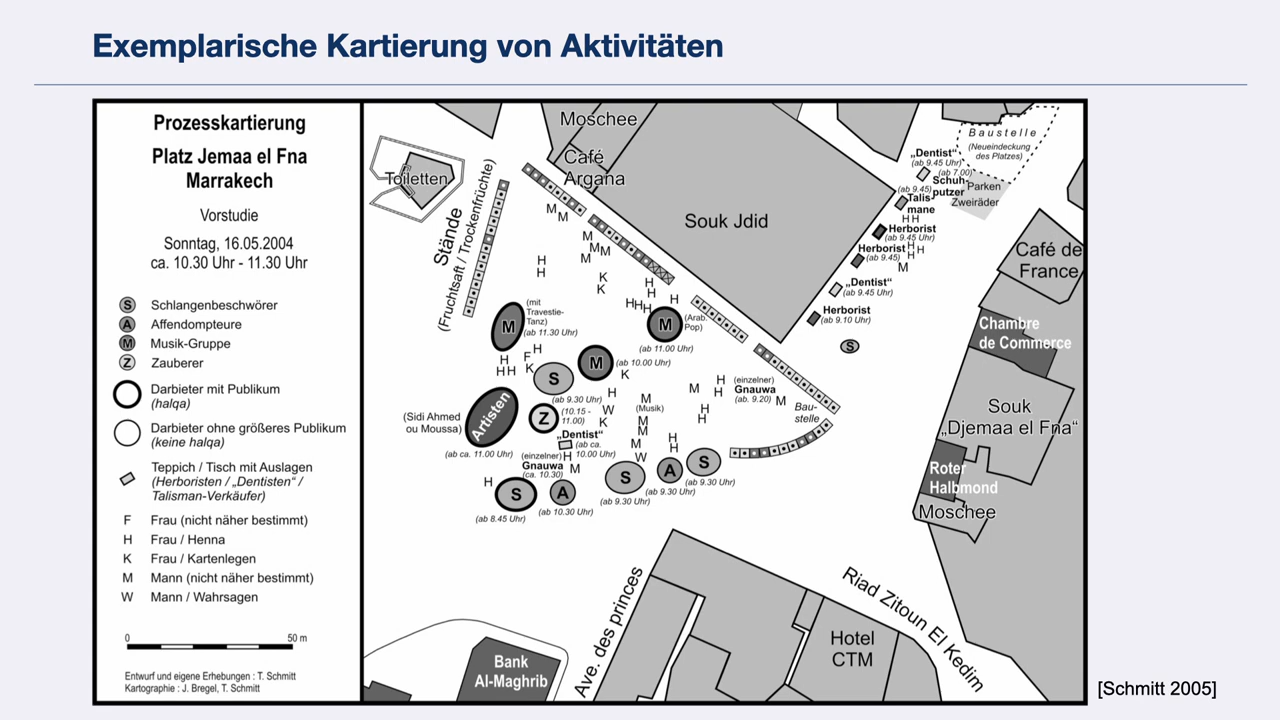 Exemplarische Kartierung von Aktivitäten
Prozesskartierung
Platz Jemaa el Fna
Marrakech
Vorstudie
Sonntag, 16.05.2004
ca. 10.30 Uhr - 11.30 Uhr
S Schlangenbeschwörer
A Affendompteure
M Musik-Gruppe
Z Zauberer
Darbieter mit Publikum
(halqa)
Darbieter ohne größeres Publikum
(keine halqa)
Teppich / Tisch mit Auslagen
(Herboristen / „Dentisten“ /
Talisman-Verkäufer)
F Frau (nicht näher bestimmt)
H Frau / Henna
K Frau / Kartenlegen
M Mann (nicht näher bestimmt)
W Mann / Wahrsagen
0 50 m
Entwurf und eigene Erhebungen : T. Schmitt
Kartographie : J. Bregel, T. Schmitt
Toiletten
Stände
(Fruchtsaft / Trockenfrüchte)
Moschee
Café
Argana
Souk Jdid
Baustelle
(Neueindeckung
des Platzes)
„Dentist“
(ab 9.45 Uhr)
(ab 7.00)
Schuh-
putzer
Parken
Zweiräder
(ab 9.45)
Talis-
mane
H H
Herborist
(ab 9.45 Uhr)
Herborist
(ab 9.45)
H
H H
M
„Dentist“
(ab 9.45 Uhr)
Herborist
(ab 9.10 Uhr)
S
Café de
France
Chambre
de Commerce
Souk
„Djemaa el Fna“
Roter
Halbmond
Moschee
M
M
M
M
M M
M
H
H
K
K
H
H
H
H H
H
M
(mit
Travestie-
Tanz)
(ab 11.30 Uhr)
M
(Arab.
Pop)
(ab 11.00 Uhr)
H
H
H H
F
K
M
(ab 10.00 Uhr)
K
S
(ab 9.30 Uhr)
H
W
K
M
(Musik)
M
M
M
W
M
H
H
H
H
(einzelner)
Gnauwa
(ab. 9.20)
M
Bau-
stelle
H
H
Artisten
(Sidi Ahmed
ou Moussa)
(ab ca. 11.00 Uhr)
Z
(10.15 -
11.00)
„Dentist“
(ab ca.
10.00 Uhr)
H
M
(einzelner)
Gnauwa
(ca. 10.30)
H
S
(ab 8.45 Uhr)
A
(ab 10.30 Uhr)
S
(ab 9.30 Uhr)
A
(ab 9.30 Uhr)
S
(ab 9.30 Uhr)
Ave. des princes
Riad Zitoun El Kedim
Hotel
CTM
Bank
Al-Maghrib
[Schmitt 2005]